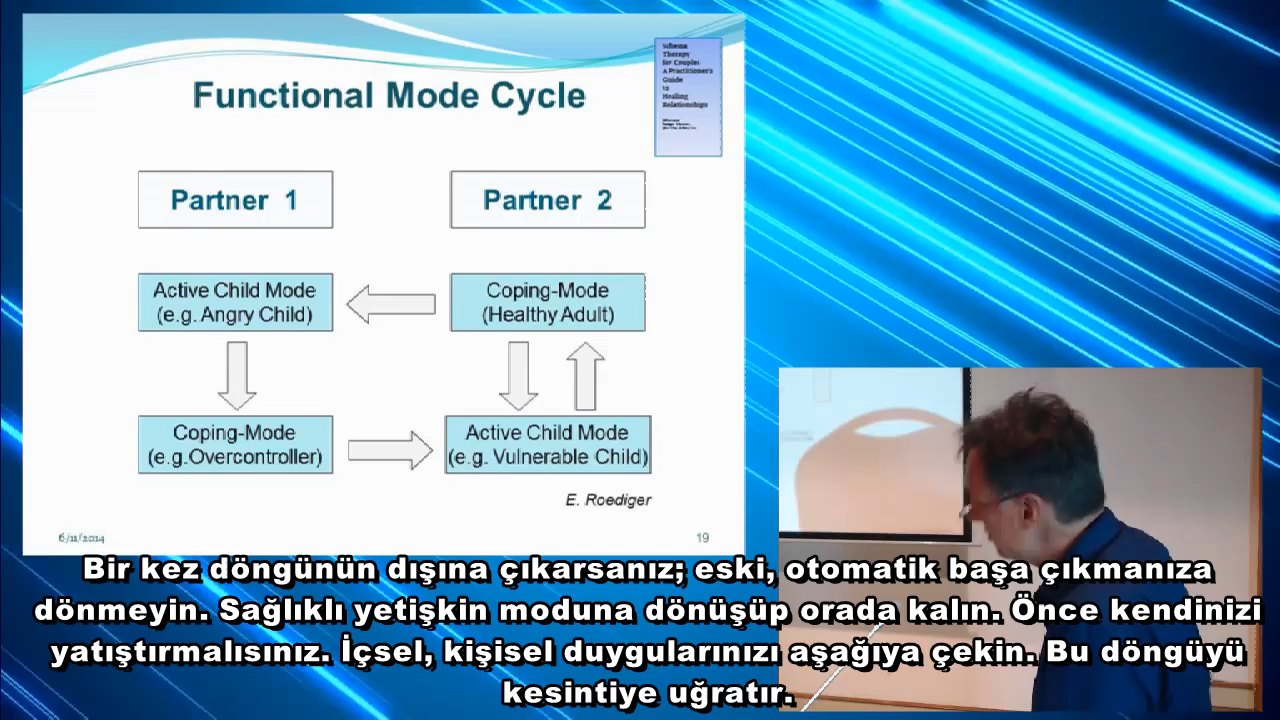 Schema
Therapy
for Couples
A Practitioner's
Guide
to
Healing
Relationships
Functional Mode Cycle
Partner 1
Partner 2
Active Child Mode
(e.g. Angry Child)
Coping-Mode
(Healthy Adult)
Coping-Mode
(e.g.Overcontroller)
Active Child Mode
(e.g. Vulnerable Child)
E. Roediger
6/11/2014
19
Bir kez döngünün dışına çıkarsanız; eski, otomatik başa çıkmanıza
dönmeyin. Sağlıklı yetişkin moduna dönüşüp orada kalın. Önce kendinizi
yatıştırmalısınız. İçsel, kişisel duygularınızı aşağıya çekin. Bu döngüyü
kesintiye uğratır.